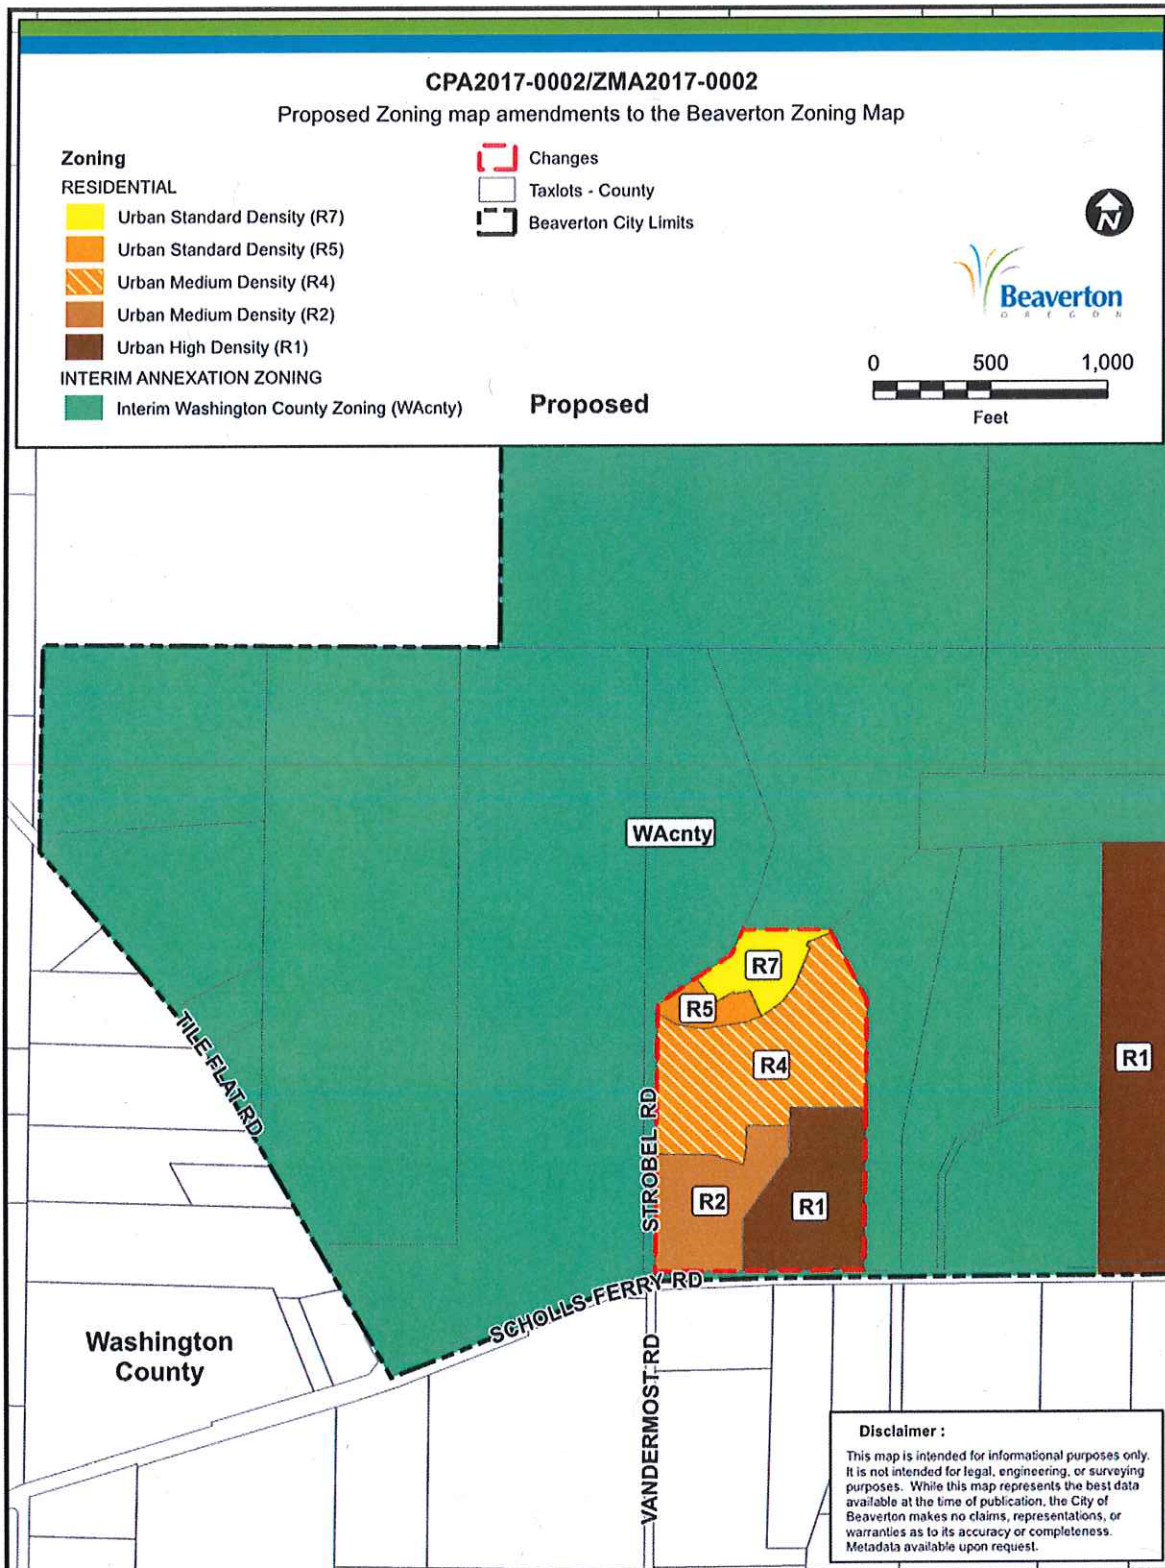 CPA2017-0002/ZMA2017-0002
Proposed Zoning map amendments to the Beaverton Zoning Map
Zoning
RESIDENTIAL
Urban Standard Density (R7)
Urban Standard Density (R5)
Urban Medium Density (R4)
Urban Medium Density (R2)
Urban High Density (R1)
INTERIM ANNEXATION ZONING
Interim Washington County Zoning (WAcnty)
Changes
Taxlots - County
Beaverton City Limits
Proposed
N
Beaverton
OREGON
0 500 1,000
Feet
WAcnty
R7
R5
R4
R1
R2
R1
TILE FLAT RD
STROBEL RD
SCHOLLS FERRY RD
VANDERMOST RD
Washington
County
Disclaimer :
This map is intended for informational purposes only.
It is not intended for legal, engineering, or surveying
purposes. While this map represents the best data
available at the time of publication, the City of
Beaverton makes no claims, representations, or
warranties as to its accuracy or completeness.
Metadata available upon request.